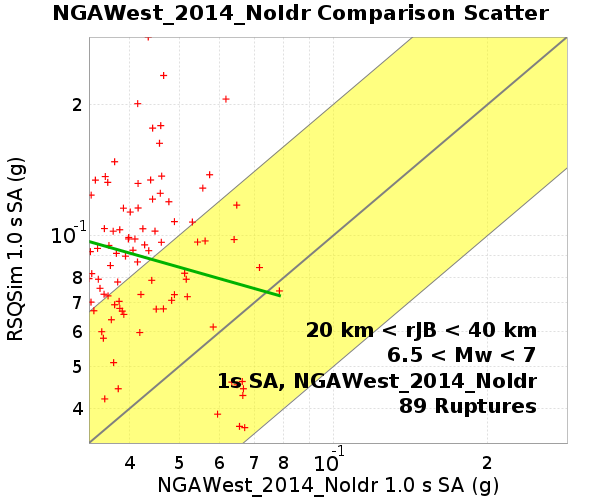 NGAWest_2014_NoIdr Comparison Scatter
RSQSim 1.0 s SA (g)
2
10-1
8
7
6
5
4
20 km < rJB < 40 km
6.5 < Mw < 7
1s SA, NGAWest_2014_NoIdr
89 Ruptures
4 5 6 7 8 10-1 2
NGAWest_2014_NoIdr 1.0 s SA (g)